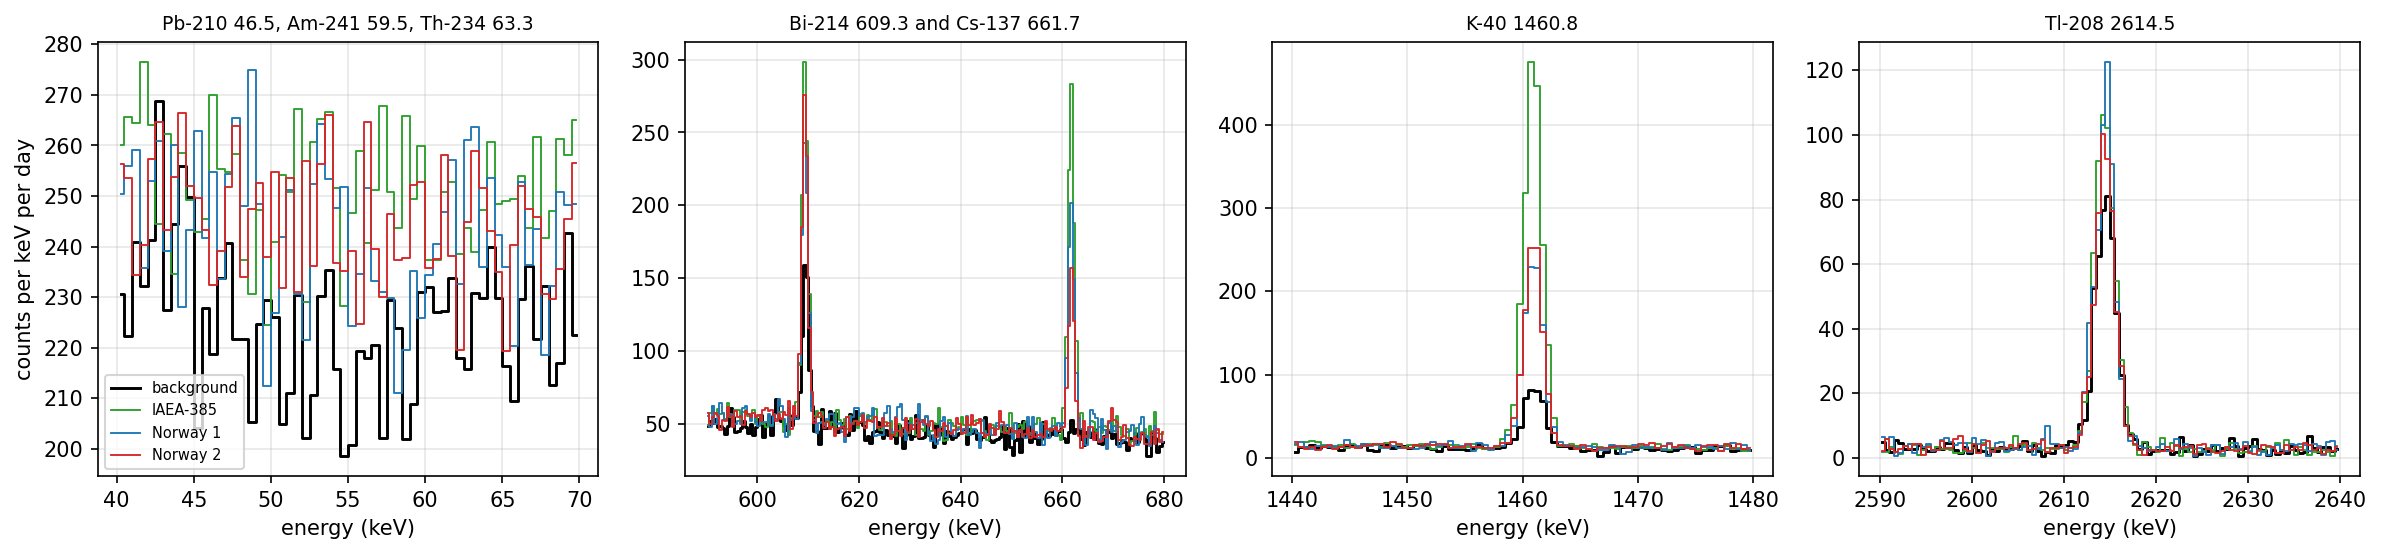 Pb-210 46.5, Am-241 59.5, Th-234 63.3
counts per keV per day
280
270
260
250
240
230
220
210
200
background
IAEA-385
Norway 1
Norway 2
40 45 50 55 60 65 70
energy (keV)
Bi-214 609.3 and Cs-137 661.7
300
250
200
150
100
50
600 620 640 660 680
energy (keV)
K-40 1460.8
400
300
200
100
0
1440 1450 1460 1470 1480
energy (keV)
Tl-208 2614.5
120
100
80
60
40
20
0
2590 2600 2610 2620 2630 2640
energy (keV)